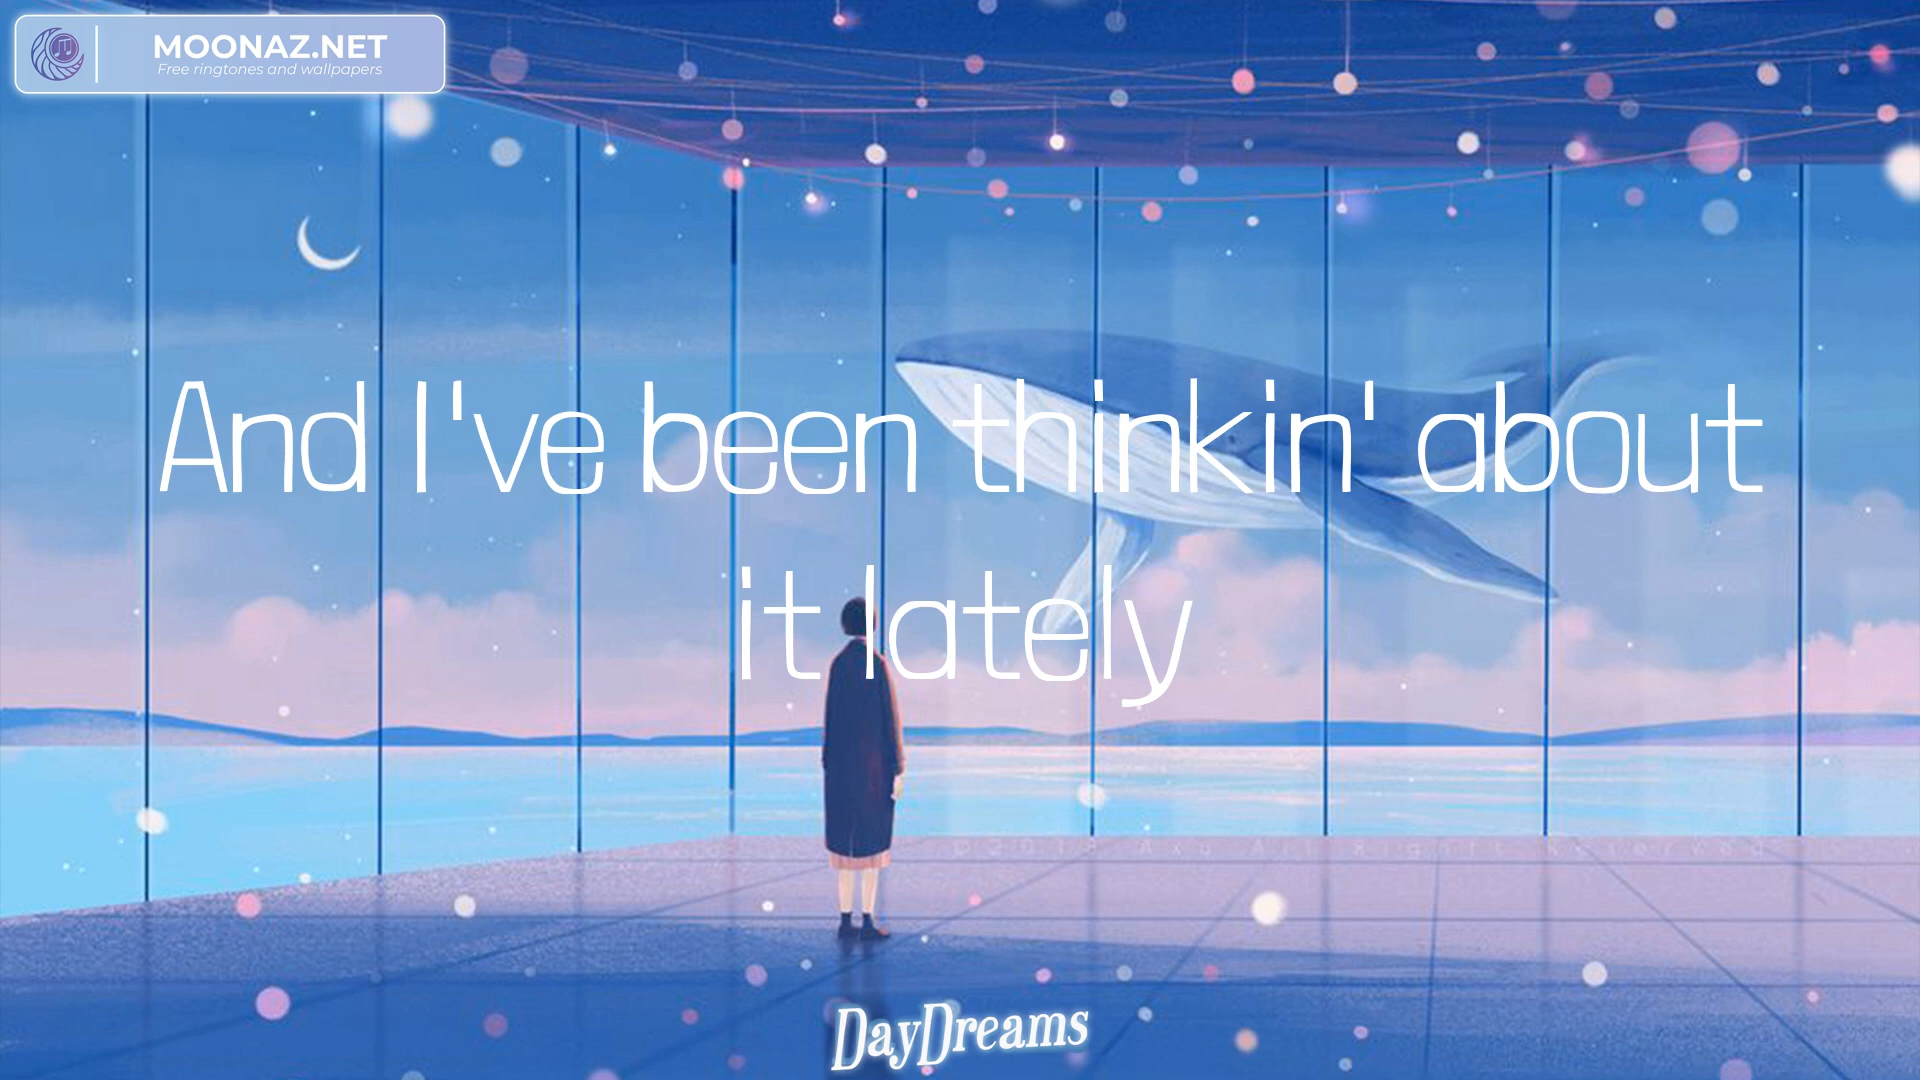 MOONAZ.NET
Free ringtones and wallpapers
And I've been thinkin' about
it lately
DayDreams